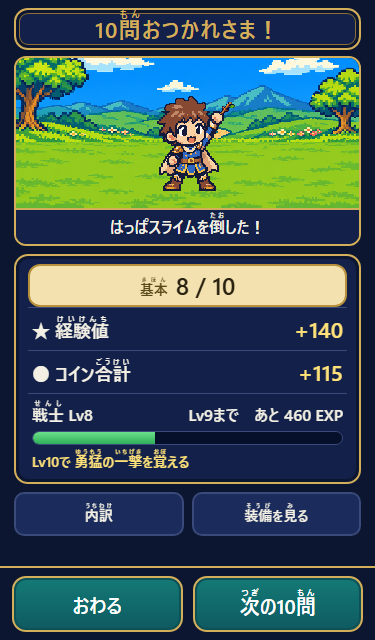 10問おつかれさま！
はっぱスライムを倒した！
基本 8 / 10
★ 経験値 +140
● コイン合計 +115
戦士 Lv8 Lv9まで あと 460 EXP
Lv10で 勇猛の一撃を覚える
内訳 装備を見る
おわる 次の10問